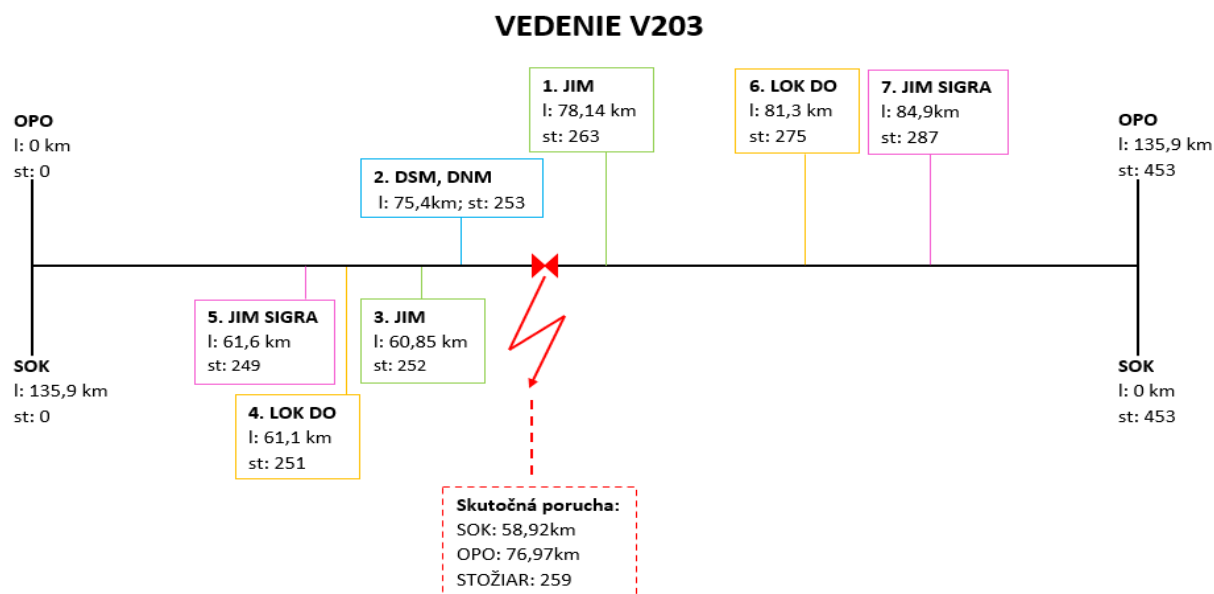 VEDENIE V203
OPO
l: 0 km
st: 0
1. JIM
l: 78,14 km
st: 263
6. LOK DO
l: 81,3 km
st: 275
7. JIM SIGRA
l: 84,9km
st: 287
OPO
l: 135,9 km
st: 453
2. DSM, DNM
l: 75,4km; st: 253
5. JIM SIGRA
l: 61,6 km
st: 249
3. JIM
l: 60,85 km
st: 252
SOK
l: 135,9 km
st: 0
4. LOK DO
l: 61,1 km
st: 251
SOK
l: 0 km
st: 453
Skutočná porucha:
SOK: 58,92km
OPO: 76,97km
STOŽIAR: 259